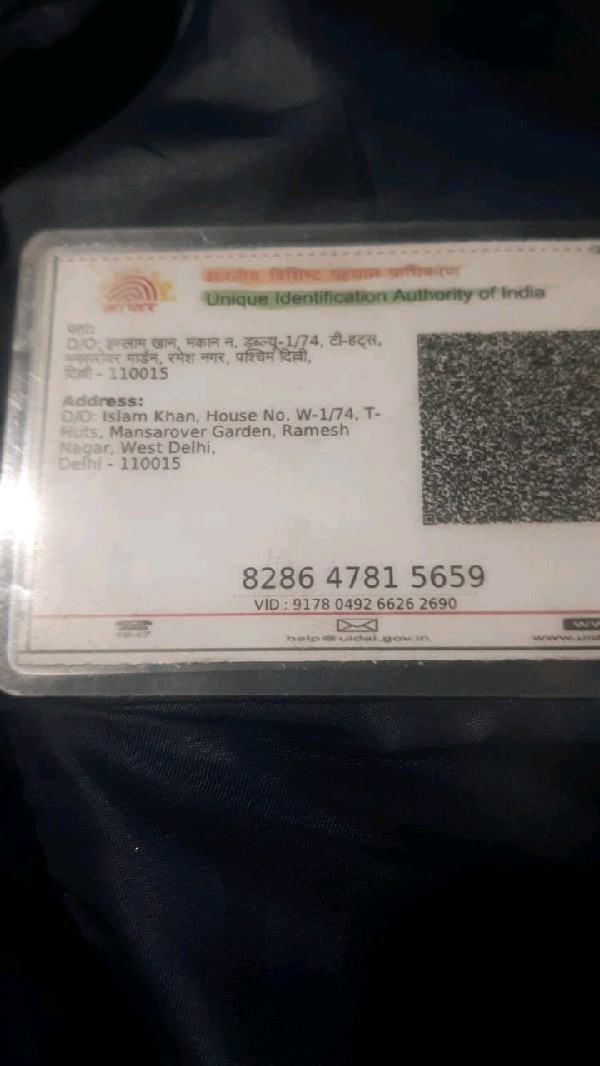 भारतीय विशिष्ट पहचान प्राधिकरण
Unique Identification Authority of India
पता:
D/O: इस्लाम खान, मकान न. डब्ल्यू-1/74, टी-हट्स,
मनसरोवर गार्डन, रमेश नगर, पश्चिम दिल्ली,
दिल्ली - 110015
Address:
D/O: Islam Khan, House No. W-1/74, T-
Huts, Mansarover Garden, Ramesh
Nagar, West Delhi,
Delhi - 110015
8286 4781 5659
VID : 9178 0492 6626 2690
1947
help@uidai.gov.in